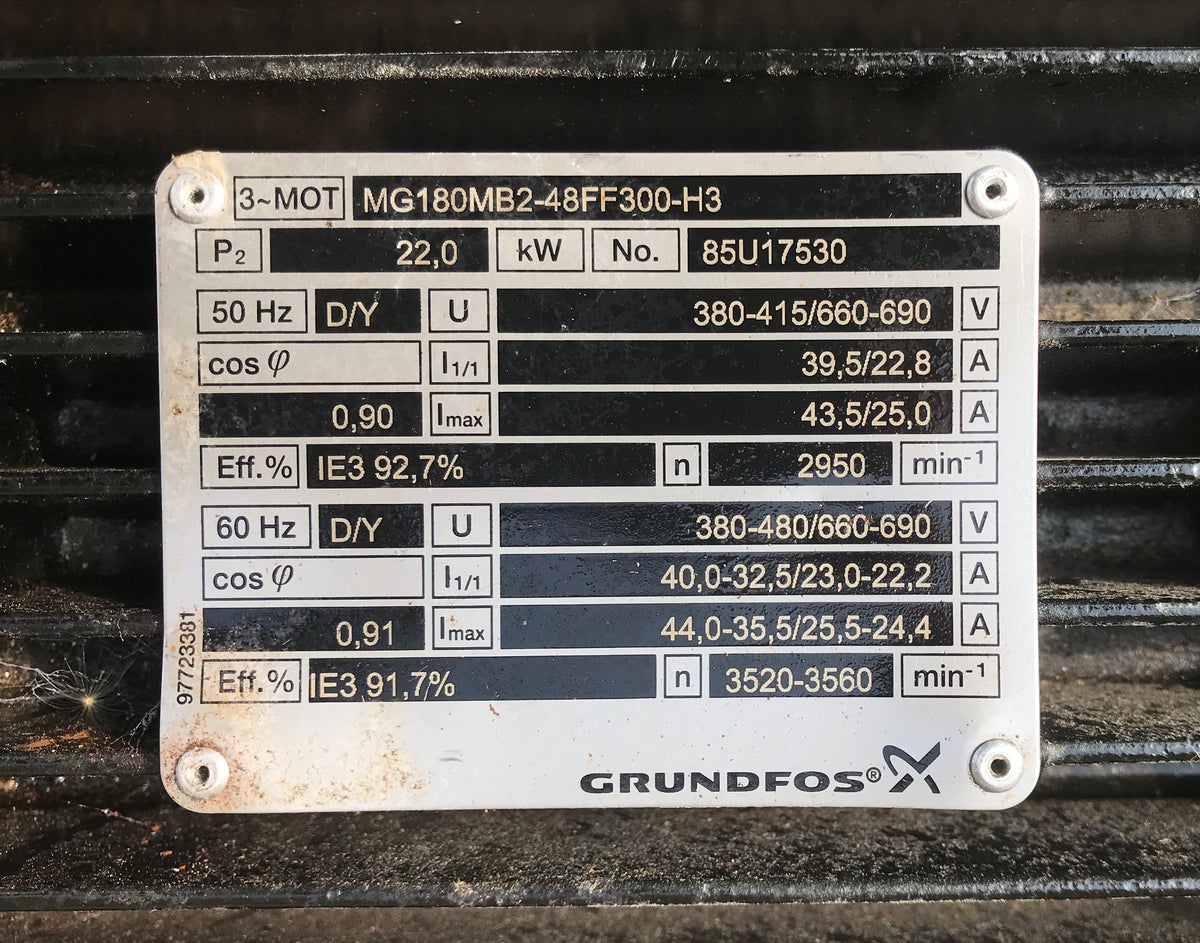 3~MOT MG180MB2-48FF300-H3
P2 22,0 kW No. 85U17530
50 Hz D/Y U 380-415/660-690 V
cos φ I1/1 39,5/22,8 A
0,90 Imax 43,5/25,0 A
Eff.% IE3 92,7% n 2950 min-1
60 Hz D/Y U 380-480/660-690 V
cos φ I1/1 40,0-32,5/23,0-22,2 A
0,91 Imax 44,0-35,5/25,5-24,4 A
Eff.% IE3 91,7% n 3520-3560 min-1
97723381
GRUNDFOS®